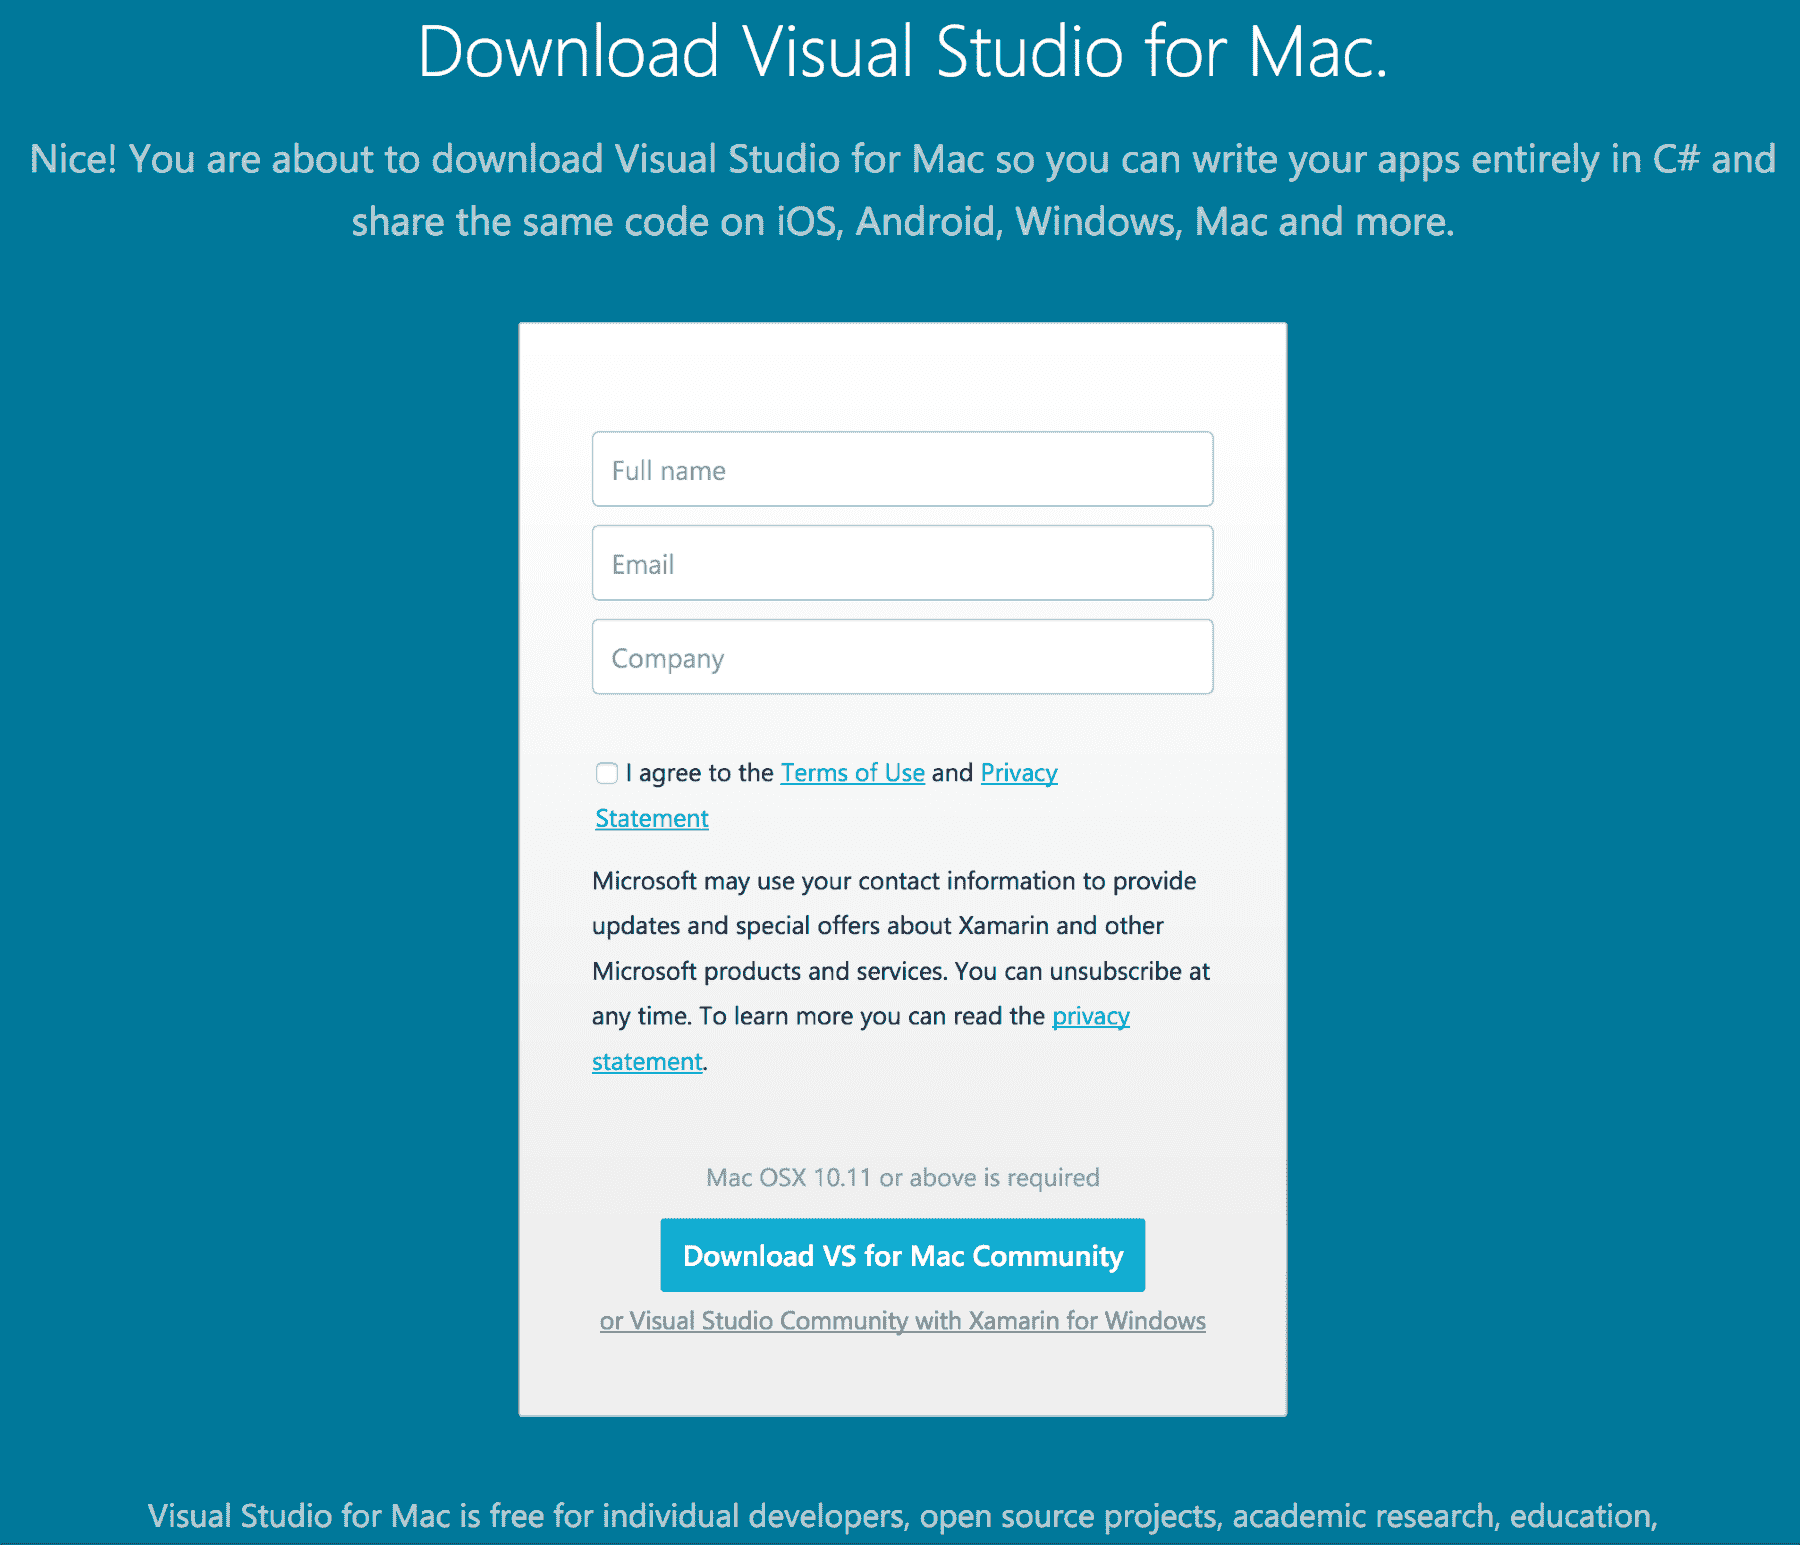 Download Visual Studio for Mac.
Nice! You are about to download Visual Studio for Mac so you can write your apps entirely in C# and
share the same code on iOS, Android, Windows, Mac and more.
Full name
Email
Company
I agree to the Terms of Use and Privacy
Statement
Microsoft may use your contact information to provide
updates and special offers about Xamarin and other
Microsoft products and services. You can unsubscribe at
any time. To learn more you can read the privacy
statement.
Mac OSX 10.11 or above is required
Download VS for Mac Community
or Visual Studio Community with Xamarin for Windows
Visual Studio for Mac is free for individual developers, open source projects, academic research, education,